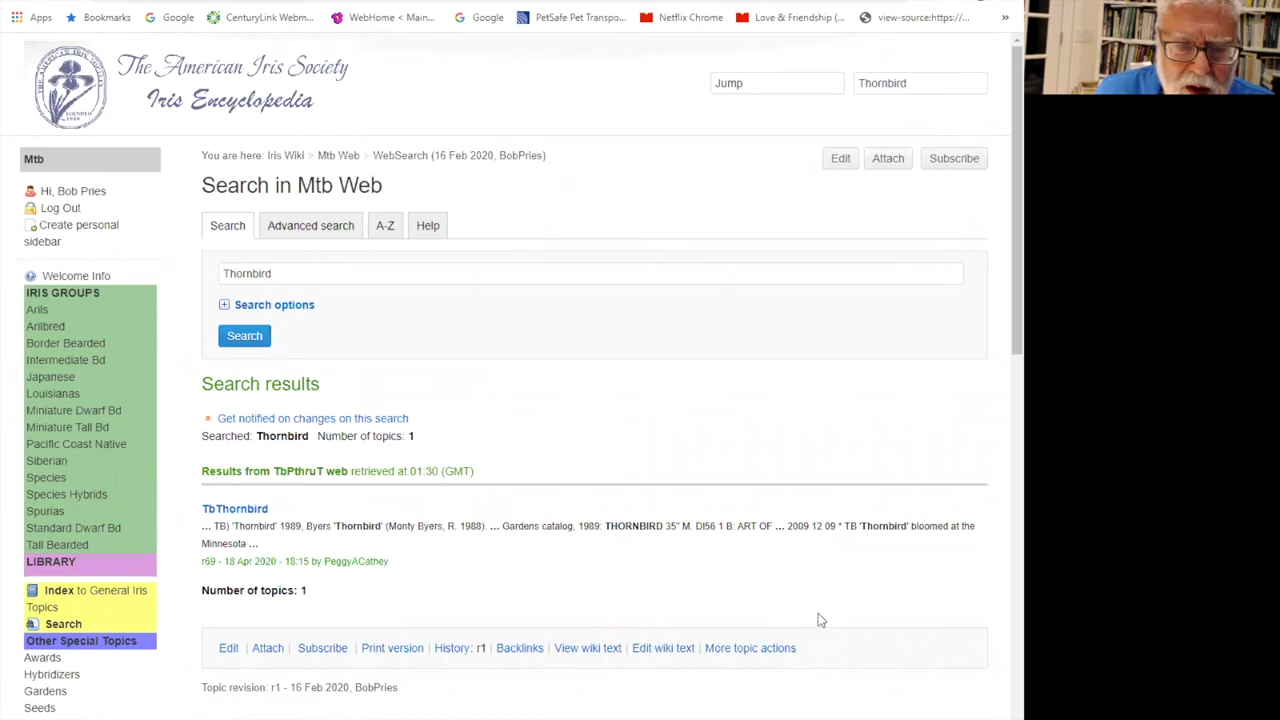 Apps Bookmarks Google CenturyLink Webm... WebHome < Main... Google PetSafe Pet Transpo... Netflix Chrome Love & Friendship (... view-source:https://... »
The American Iris Society
Iris Encyclopedia
Jump Thornbird
Mtb
Hi, Bob Pries
Log Out
Create personal
sidebar
Welcome Info
IRIS GROUPS
Arils
Arilbred
Border Bearded
Intermediate Bd
Japanese
Louisianas
Miniature Dwarf Bd
Miniature Tall Bd
Pacific Coast Native
Siberian
Species
Species Hybrids
Spurias
Standard Dwarf Bd
Tall Bearded
LIBRARY
Index to General Iris
Topics
Search
Other Special Topics
Awards
Hybridizers
Gardens
Seeds
You are here: Iris Wiki > Mtb Web > WebSearch (16 Feb 2020, BobPries)
Edit Attach Subscribe
Search in Mtb Web
Search Advanced search A-Z Help
Thornbird
Search options
Search
Search results
Get notified on changes on this search
Searched: Thornbird Number of topics: 1
Results from TbPthruT web retrieved at 01:30 (GMT)
TbThornbird
... TB) 'Thornbird' 1989, Byers 'Thornbird' (Monty Byers, R. 1988). ... Gardens catalog, 1989: THORNBIRD 35" M. DI56 1 B: ART OF ... 2009 12 09 * TB 'Thornbird' bloomed at the
Minnesota ...
r69 - 18 Apr 2020 - 18:15 by PeggyACathey
Number of topics: 1
Edit | Attach | Subscribe | Print version | History: r1 | Backlinks | View wiki text | Edit wiki text | More topic actions
Topic revision: r1 - 16 Feb 2020, BobPries